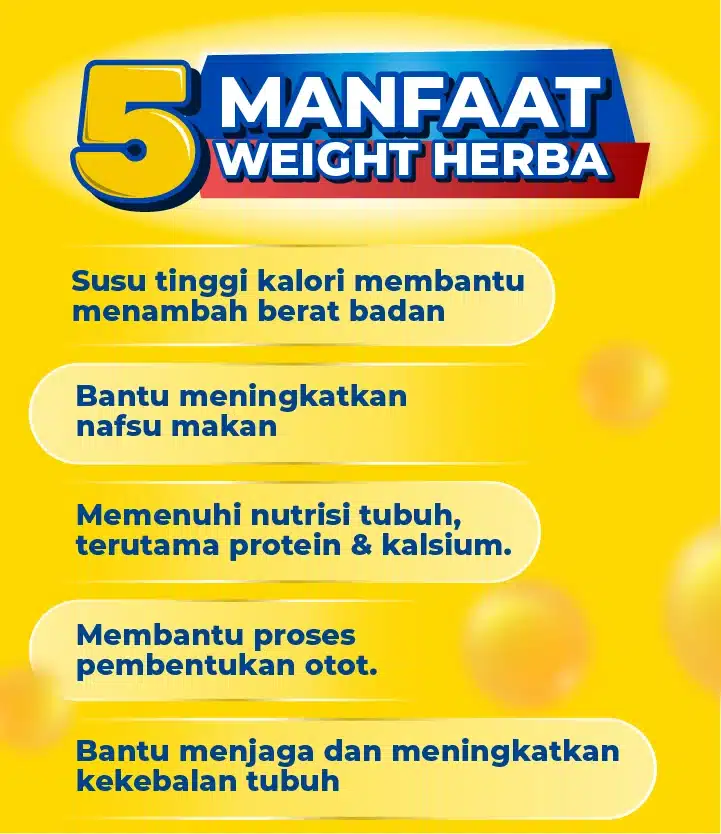 5 MANFAAT
WEIGHT HERBA
Susu tinggi kalori membantu
menambah berat badan
Bantu meningkatkan
nafsu makan
Memenuhi nutrisi tubuh,
terutama protein & kalsium.
Membantu proses
pembentukan otot.
Bantu menjaga dan meningkatkan
kekebalan tubuh